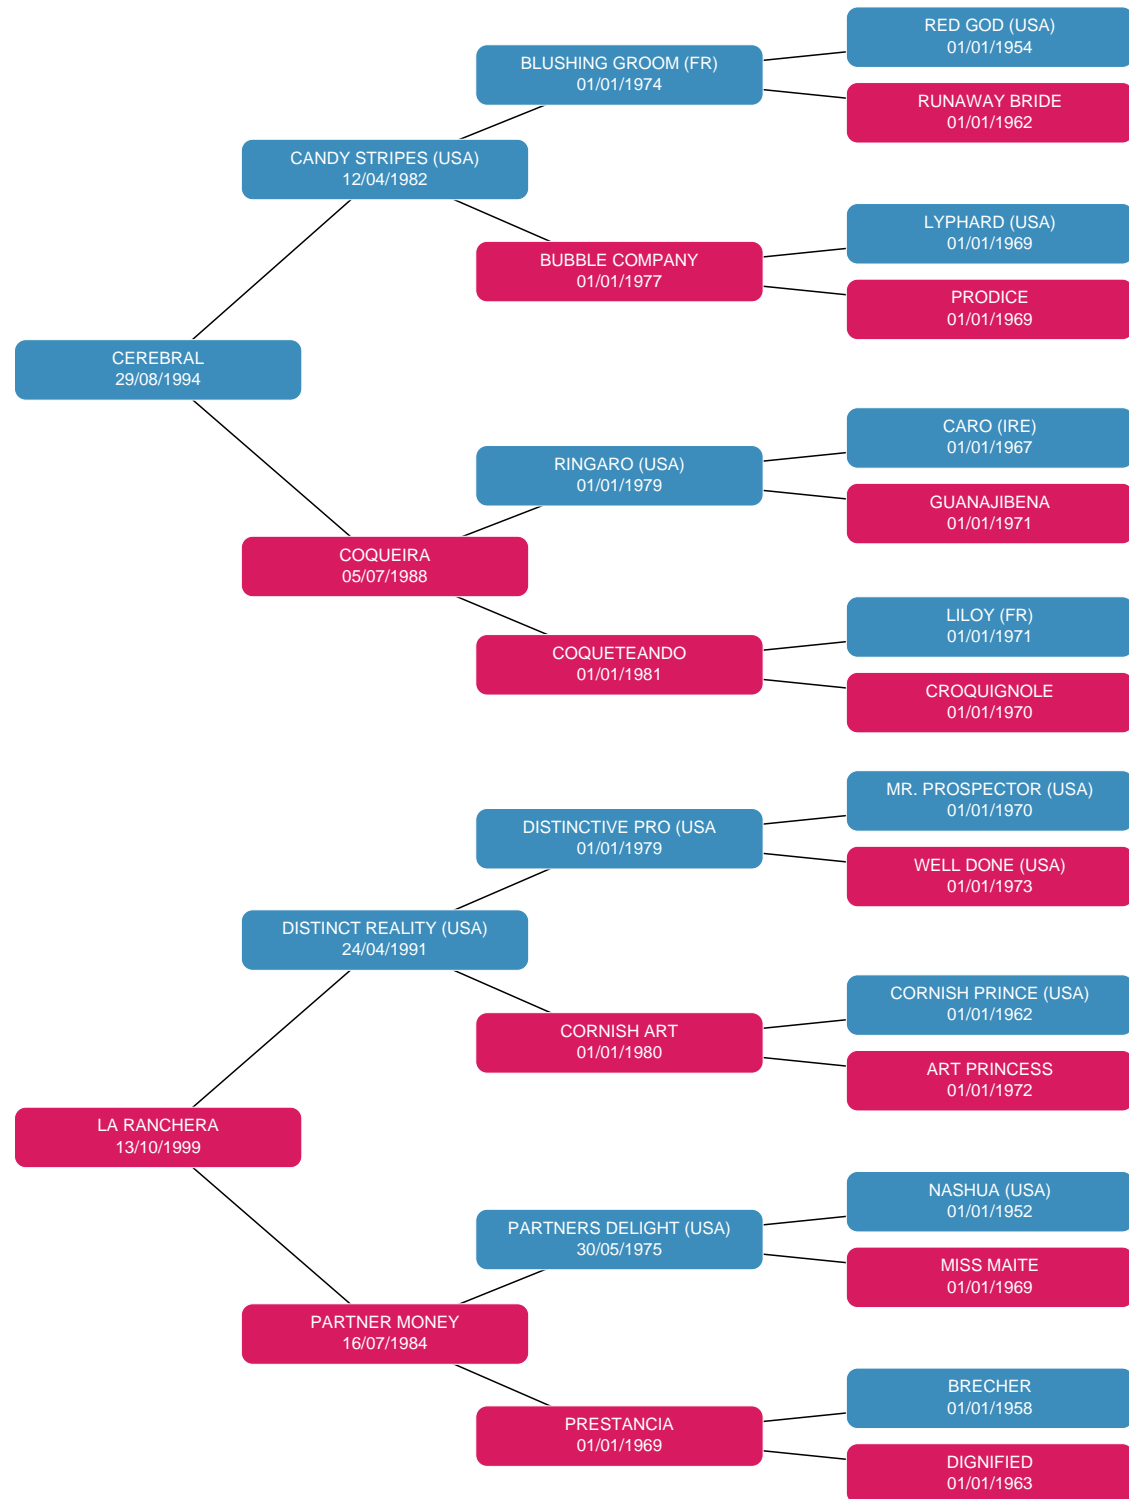 RED GOD (USA)
01/01/1954
BLUSHING GROOM (FR)
01/01/1974
RUNAWAY BRIDE
01/01/1962
CANDY STRIPES (USA)
12/04/1982
LYPHARD (USA)
01/01/1969
BUBBLE COMPANY
01/01/1977
PRODICE
01/01/1969
CEREBRAL
29/08/1994
CARO (IRE)
01/01/1967
RINGARO (USA)
01/01/1979
GUANAJIBENA
01/01/1971
COQUEIRA
05/07/1988
LILOY (FR)
01/01/1971
COQUETEANDO
01/01/1981
CROQUIGNOLE
01/01/1970
MR. PROSPECTOR (USA)
01/01/1970
DISTINCTIVE PRO (USA
01/01/1979
WELL DONE (USA)
01/01/1973
DISTINCT REALITY (USA)
24/04/1991
CORNISH PRINCE (USA)
01/01/1962
CORNISH ART
01/01/1980
ART PRINCESS
01/01/1972
LA RANCHERA
13/10/1999
NASHUA (USA)
01/01/1952
PARTNERS DELIGHT (USA)
30/05/1975
MISS MAITE
01/01/1969
PARTNER MONEY
16/07/1984
BRECHER
01/01/1958
PRESTANCIA
01/01/1969
DIGNIFIED
01/01/1963